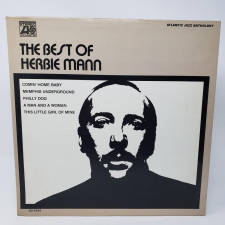 ATLANTIC JAZZ ANTHOLOGY
THE BEST OF
HERBIE MANN
COMIN' HOME BABY
MEMPHIS UNDERGROUND
PHILLY DOG
A MAN AND A WOMAN
THIS LITTLE GIRL OF MINE